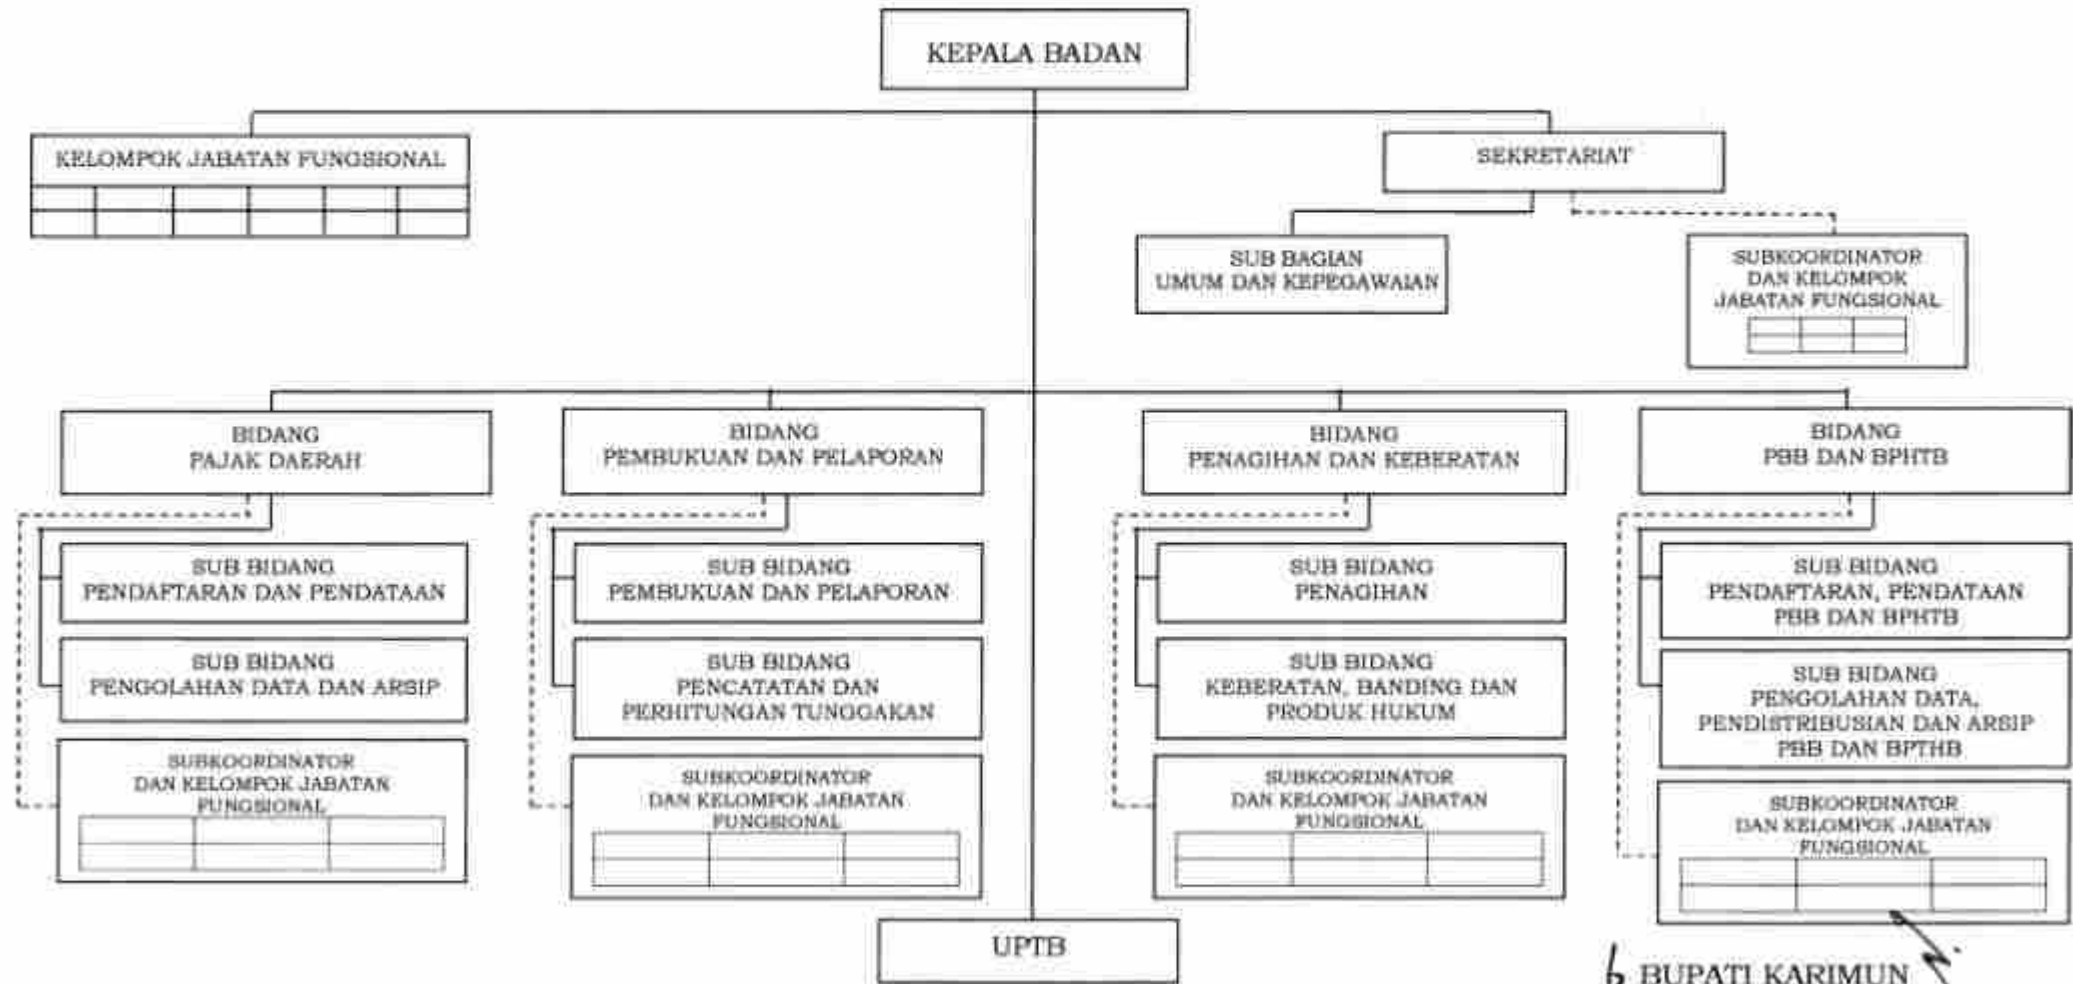 KEPALA BADAN
KELOMPOK JABATAN FUNGSIONAL
SEKRETARIAT
SUB BAGIAN
UMUM DAN KEPEGAWAIAN
SUBKOORDINATOR
DAN KELOMPOK
JABATAN FUNGSIONAL
BIDANG
PAJAK DAERAH
BIDANG
PEMBUKUAN DAN PELAPORAN
BIDANG
PENAGIHAN DAN KEBERATAN
BIDANG
PBB DAN BPHTB
SUB BIDANG
PENDAFTARAN DAN PENDATAAN
SUB BIDANG
PENGOLAHAN DATA DAN ARSIP
SUBKOORDINATOR
DAN KELOMPOK JABATAN
FUNGSIONAL
SUB BIDANG
PEMBUKUAN DAN PELAPORAN
SUB BIDANG
PENCATATAN DAN
PERHITUNGAN TUNGGAKAN
SUBKOORDINATOR
DAN KELOMPOK JABATAN
FUNGSIONAL
SUB BIDANG
PENAGIHAN
SUB BIDANG
KEBERATAN, BANDING DAN
PRODUK HUKUM
SUBKOORDINATOR
DAN KELOMPOK JABATAN
FUNGSIONAL
SUB BIDANG
PENDAFTARAN, PENDATAAN
PBB DAN BPHTB
SUB BIDANG
PENGOLAHAN DATA,
PENDISTRIBUSIAN DAN ARSIP
PBB DAN BPTHB
SUBKOORDINATOR
DAN KELOMPOK JABATAN
FUNGSIONAL
UPTB
BUPATI KARIMUN